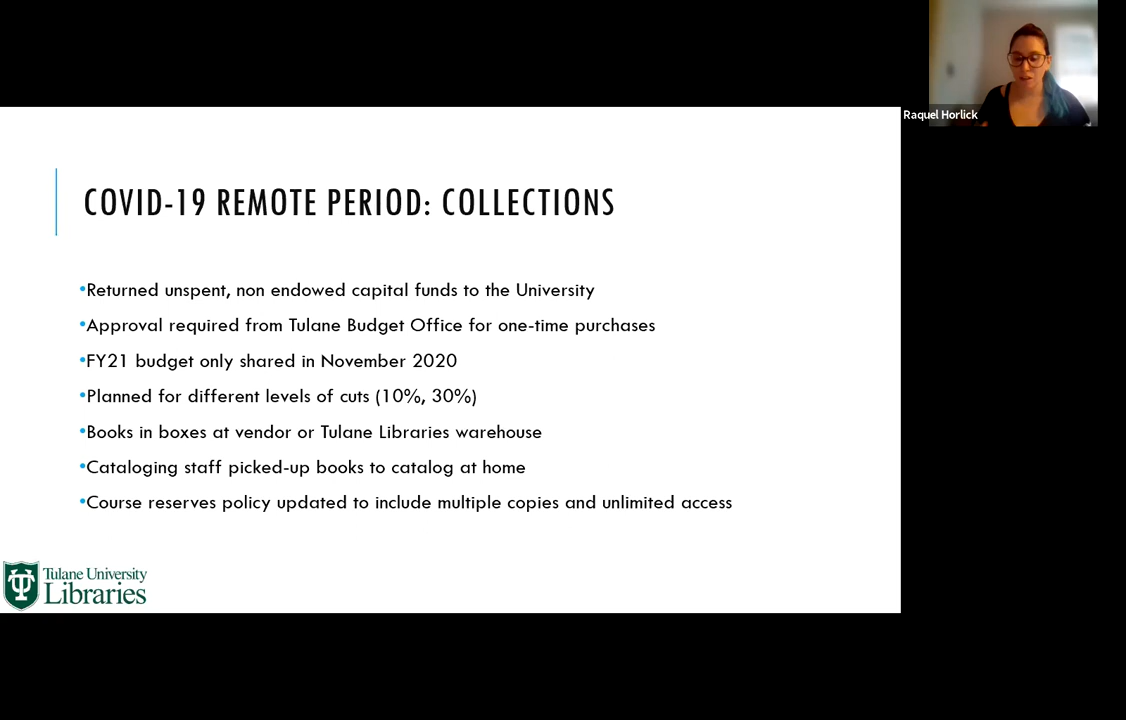 Raquel Horlick
COVID-19 REMOTE PERIOD: COLLECTIONS
•Returned unspent, non endowed capital funds to the University
•Approval required from Tulane Budget Office for one-time purchases
•FY21 budget only shared in November 2020
•Planned for different levels of cuts (10%, 30%)
•Books in boxes at vendor or Tulane Libraries warehouse
•Cataloging staff picked-up books to catalog at home
•Course reserves policy updated to include multiple copies and unlimited access
Tulane University
Libraries